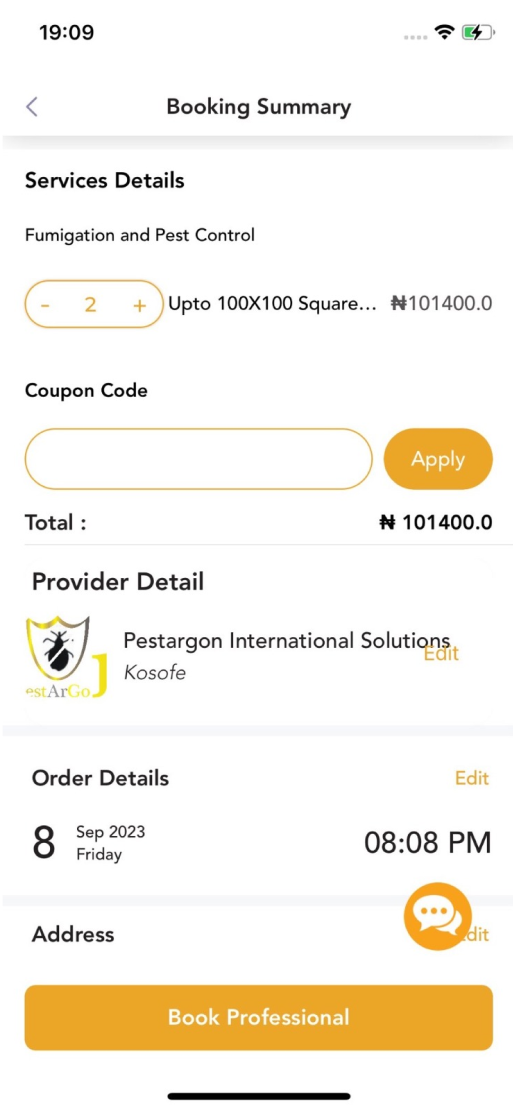 19:09
Booking Summary
Services Details
Fumigation and Pest Control
- 2 + Upto 100X100 Square... ₦101400.0
Coupon Code
Apply
Total : ₦ 101400.0
Provider Detail
Pestargon International Solutions
Edit
Kosofe
estArGo
Order Details Edit
8 Sep 2023
Friday
08:08 PM
Address dit
Book Professional